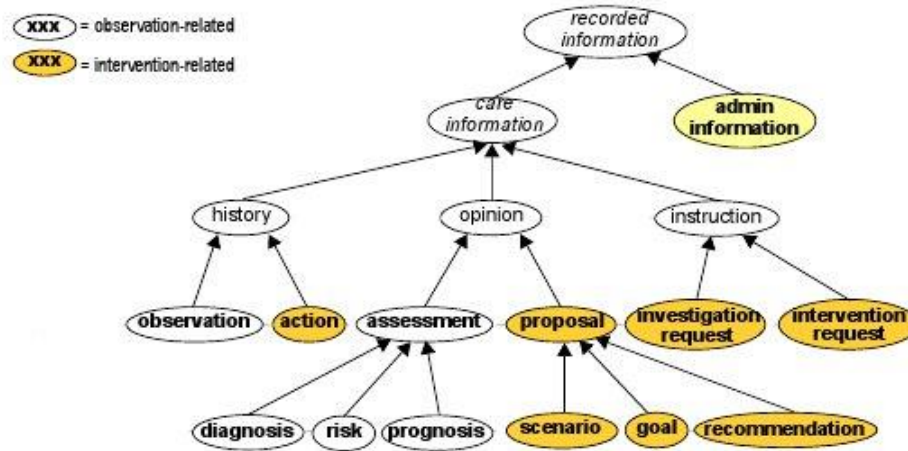 xxx = observation-related
xxx = intervention-related
recorded
information
care
information
admin
information
history
opinion
instruction
observation
action
assessment
proposal
investigation
request
intervention
request
diagnosis
risk
prognosis
scenario
goal
recommendation